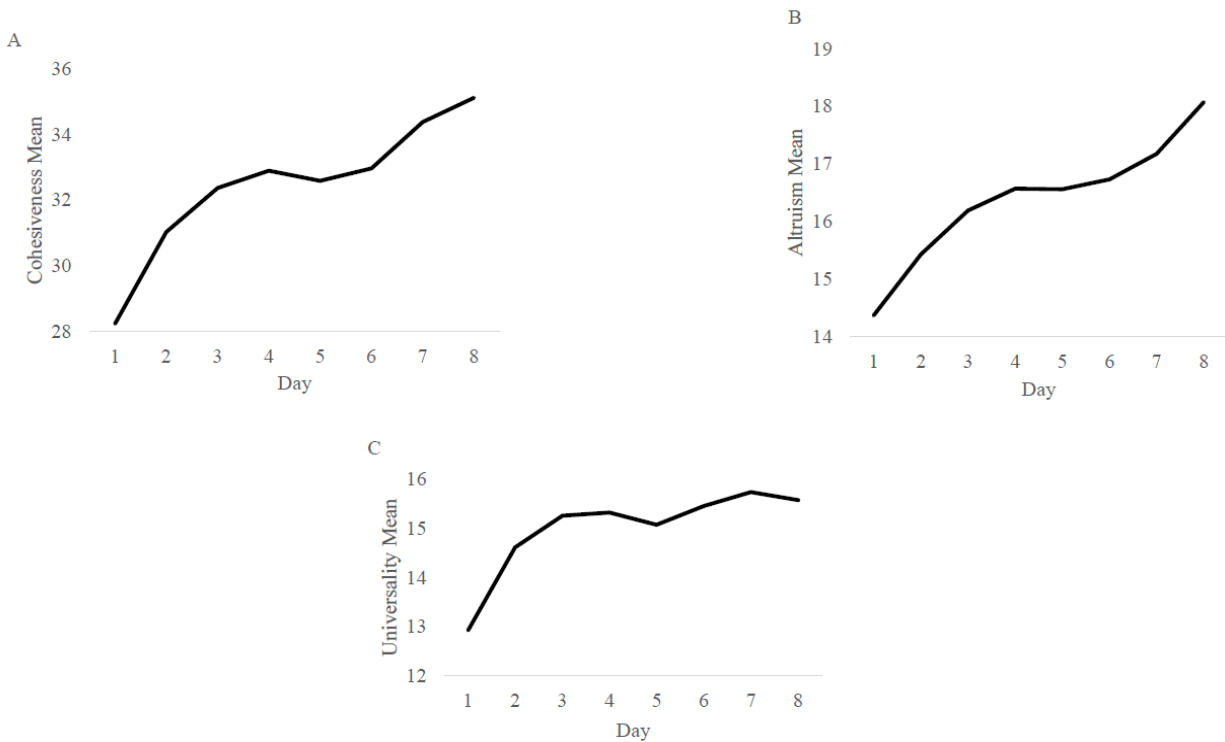 A
Cohesiveness Mean
36
34
32
30
28
1 2 3 4 5 6 7 8
Day
B
Altruism Mean
19
18
17
16
15
14
1 2 3 4 5 6 7 8
Day
C
Universality Mean
16
15
14
13
12
1 2 3 4 5 6 7 8
Day